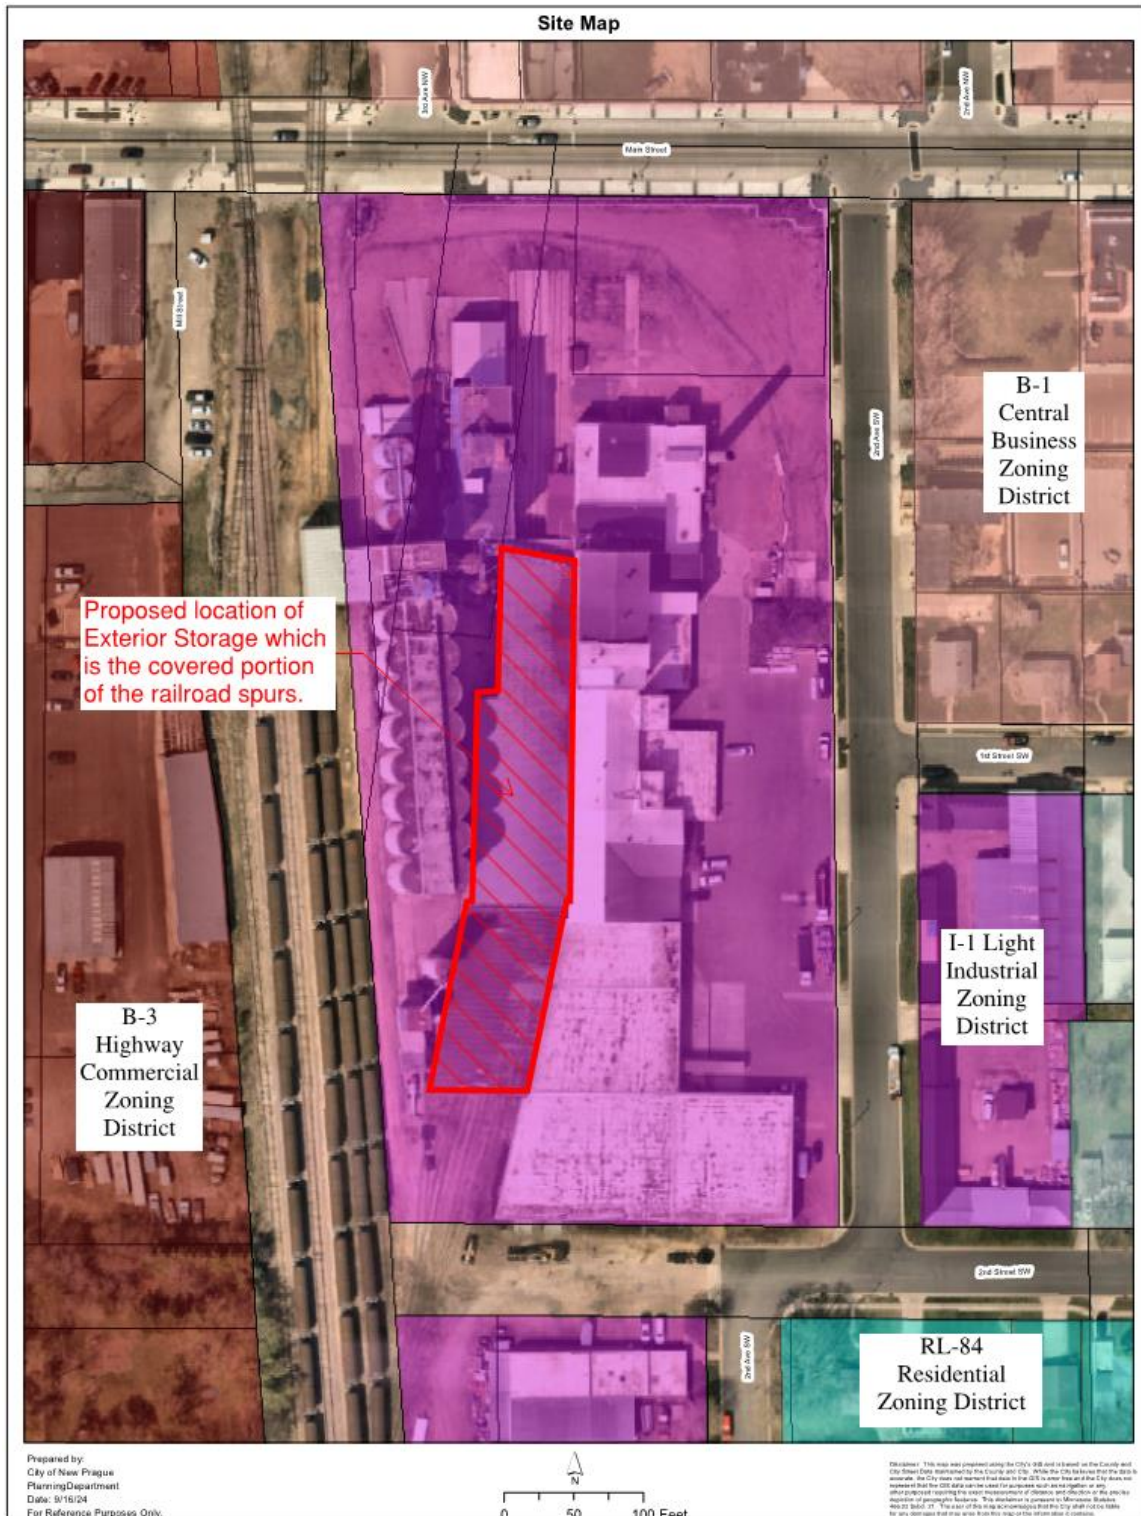 Site Map
3rd Ave NW
2nd Ave NW
Main Street
Mill Street
2nd Ave SW
B-1
Central
Business
Zoning
District
Proposed location of
Exterior Storage which
is the covered portion
of the railroad spurs.
1st Street SW
I-1 Light
Industrial
Zoning
District
B-3
Highway
Commercial
Zoning
District
2nd Street SW
2nd Ave SW
RL-84
Residential
Zoning District
Prepared by:
City of New Prague
PlanningDepartment
Date: 9/16/24
For Reference Purposes Only.
N
0 50 100 Feet